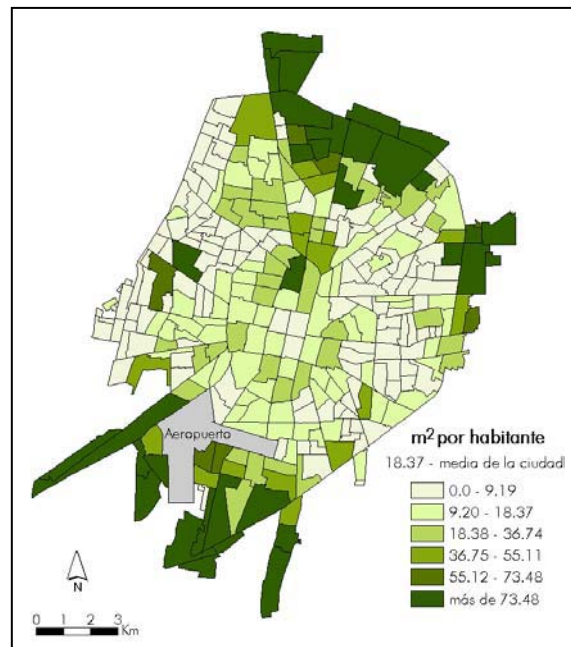 Aeropuerto
m² por habitante
18.37 - media de la ciudad
0.0 - 9.19
9.20 - 18.37
18.38 - 36.74
36.75 - 55.11
55.12 - 73.48
más de 73.48
N
0 1 2 3
Km